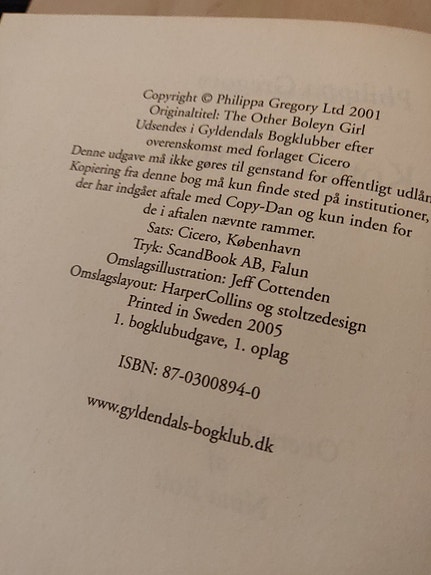 Copyright © Philippa Gregory Ltd 2001
Originaltitel: The Other Boleyn Girl
Udsendes i Gyldendals Bogklubber efter
overenskomst med forlaget Cicero
Denne udgave må ikke gøres til genstand for offentligt udlån
Kopiering fra denne bog må kun finde sted på institutioner,
der har indgået aftale med Copy-Dan og kun inden for
de i aftalen nævnte rammer.
Sats: Cicero, København
Tryk: ScandBook AB, Falun
Omslagsillustration: Jeff Cottenden
Omslagslayout: HarperCollins og stoltzedesign
Printed in Sweden 2005
1. bogklubudgave, 1. oplag
ISBN: 87-0300894-0
www.gyldendals-bogklub.dk